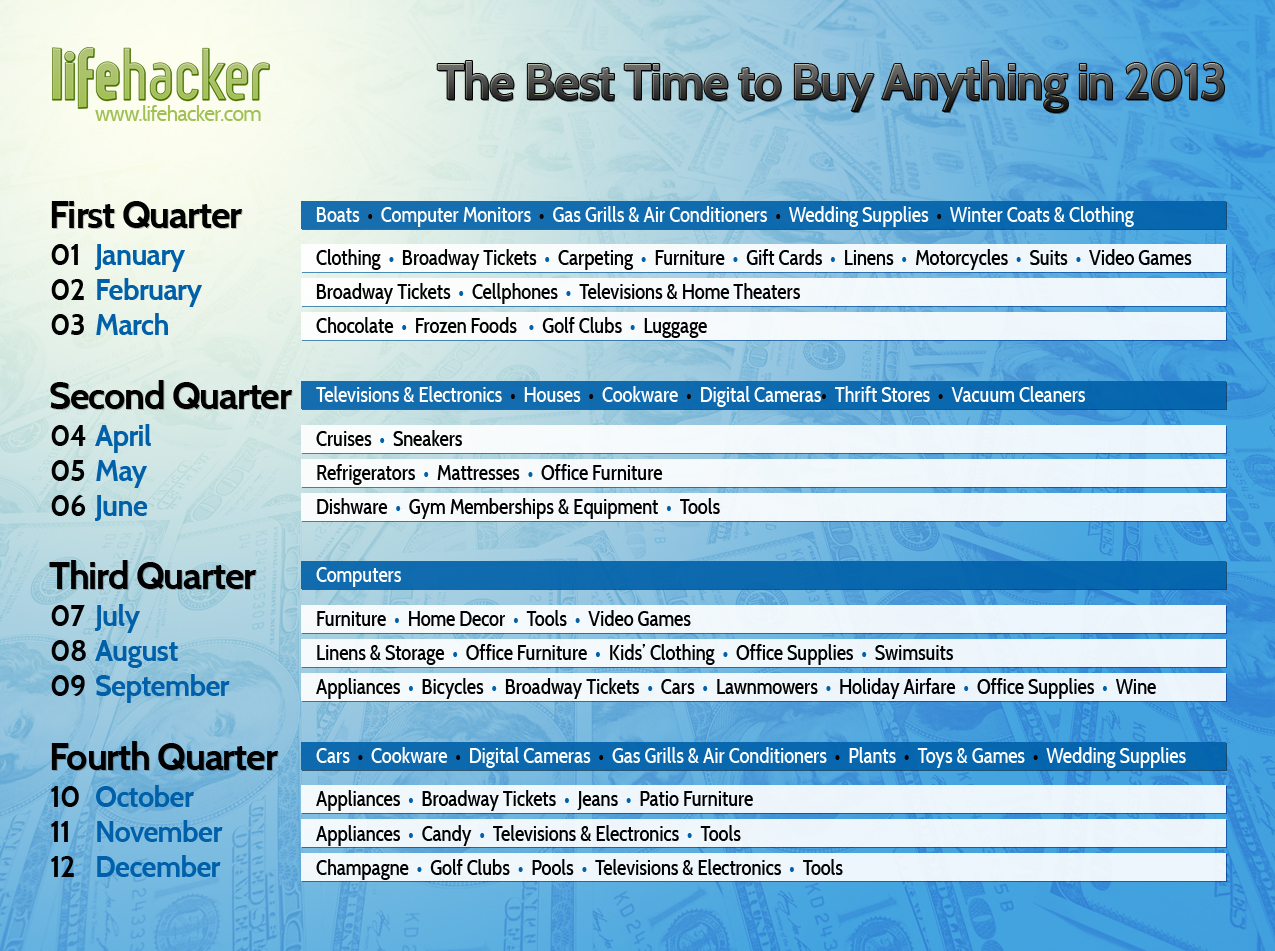 lifehacker
www.lifehacker.com
The Best Time to Buy Anything in 2013
First Quarter
Boats • Computer Monitors • Gas Grills & Air Conditioners • Wedding Supplies • Winter Coats & Clothing
01 January
Clothing • Broadway Tickets • Carpeting • Furniture • Gift Cards • Linens • Motorcycles • Suits • Video Games
02 February
Broadway Tickets • Cellphones • Televisions & Home Theaters
03 March
Chocolate • Frozen Foods • Golf Clubs • Luggage
Second Quarter
Televisions & Electronics • Houses • Cookware • Digital Cameras • Thrift Stores • Vacuum Cleaners
04 April
Cruises • Sneakers
05 May
Refrigerators • Mattresses • Office Furniture
06 June
Dishware • Gym Memberships & Equipment • Tools
Third Quarter
Computers
07 July
Furniture • Home Decor • Tools • Video Games
08 August
Linens & Storage • Office Furniture • Kids' Clothing • Office Supplies • Swimsuits
09 September
Appliances • Bicycles • Broadway Tickets • Cars • Lawnmowers • Holiday Airfare • Office Supplies • Wine
Fourth Quarter
Cars • Cookware • Digital Cameras • Gas Grills & Air Conditioners • Plants • Toys & Games • Wedding Supplies
10 October
Appliances • Broadway Tickets • Jeans • Patio Furniture
11 November
Appliances • Candy • Televisions & Electronics • Tools
12 December
Champagne • Golf Clubs • Pools • Televisions & Electronics • Tools